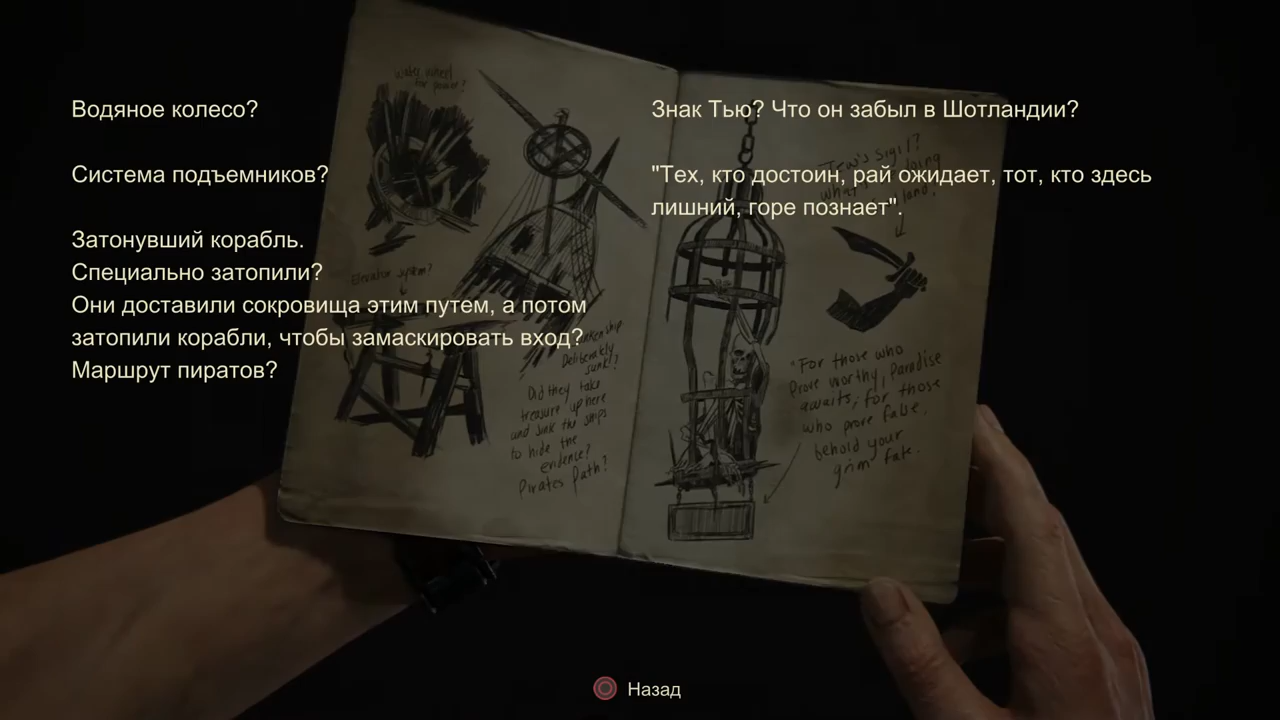 Водяное колесо?
Система подъемников?
Затонувший корабль.
Специально затопили?
Они доставили сокровища этим путем, а потом
затопили корабли, чтобы замаскировать вход?
Маршрут пиратов?
Знак Тью? Что он забыл в Шотландии?
"Тех, кто достоин, рай ожидает, тот, кто здесь
лишний, горе познает".
Water wheel
for power?
Elevator system?
Sunken ship
Deliberately
sunk!?
Did they take
treasure up here
and sink the ships
to hide the
evidence?
Pirates Path?
Tew's sigil?
what doing
land?
"For those who
Prove worthy, Paradise
awaits; for those
who prove false,
behold your
grim fate.
Назад